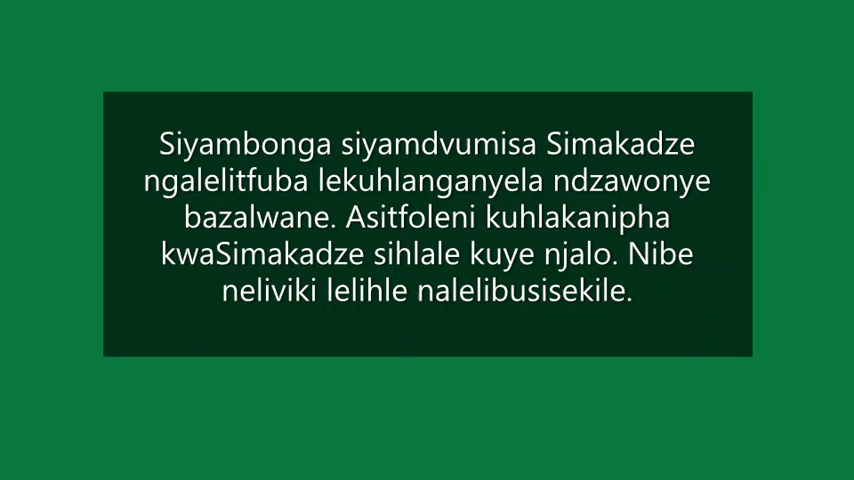 Siyambonga siyamdvumisa Simakadze
ngalelitfuba lekuhlanganyela ndzawonye
bazalwane. Asitfoleni kuhlakanipha
kwaSimakadze sihlale kuye njalo. Nibe
neliviki lelihle nalelibusisekile.